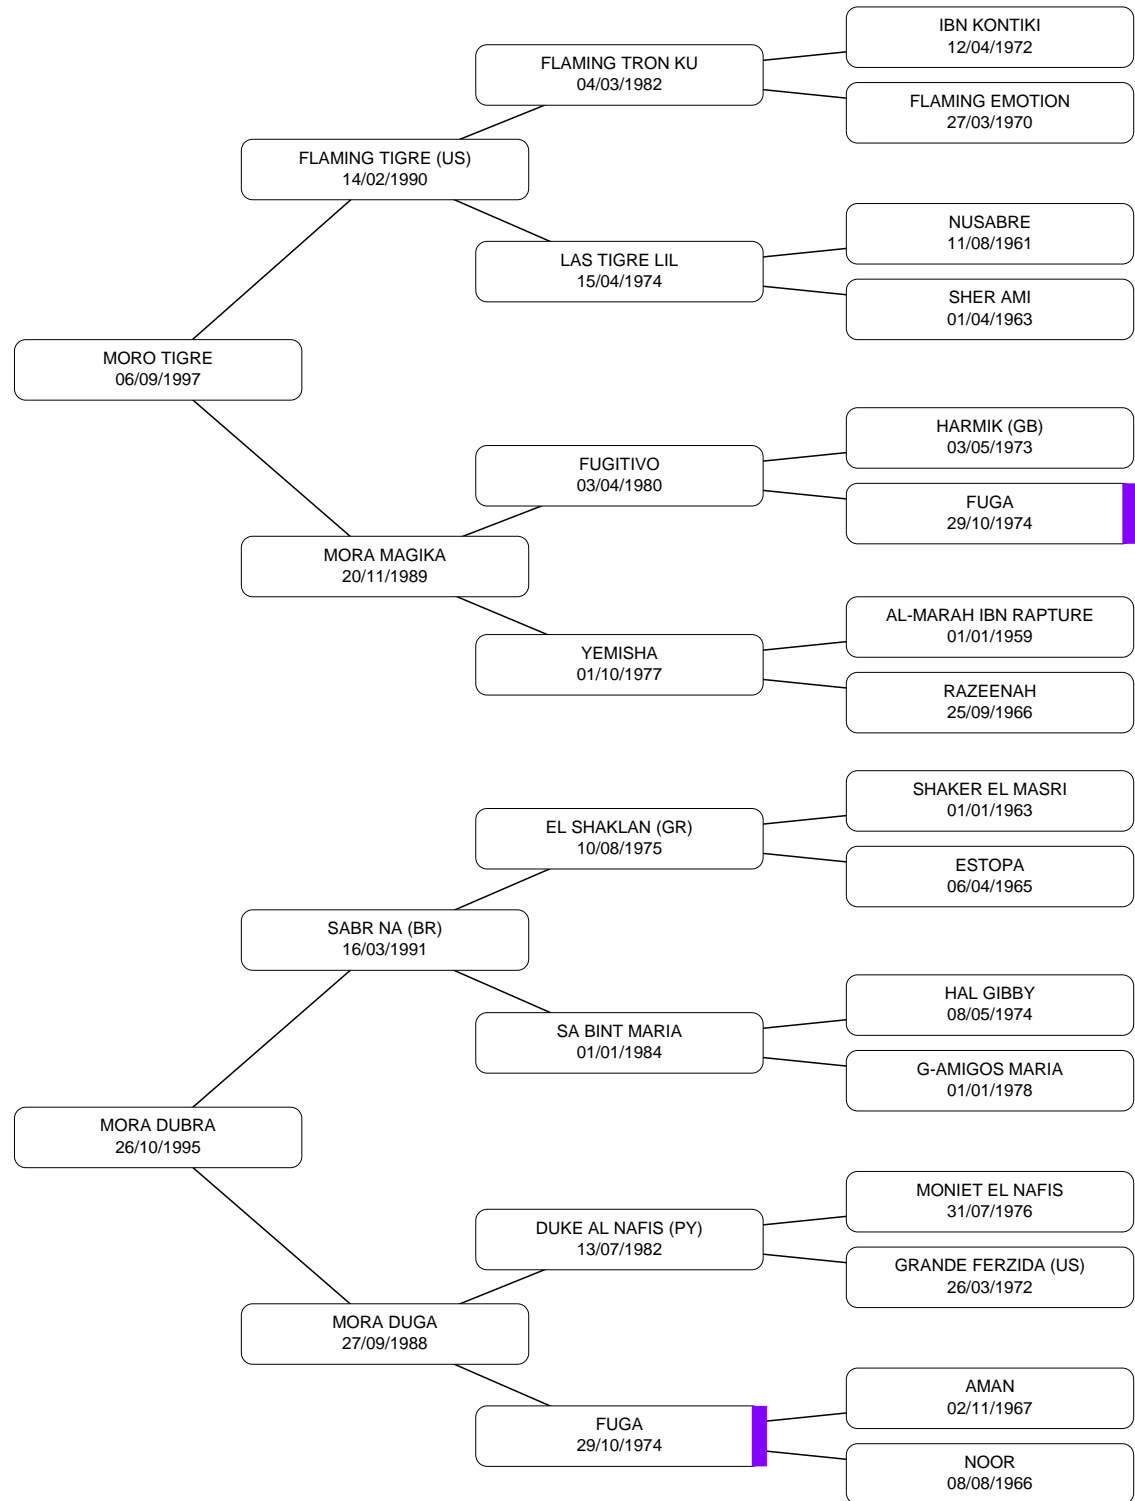 IBN KONTIKI
12/04/1972
FLAMING TRON KU
04/03/1982
FLAMING EMOTION
27/03/1970
FLAMING TIGRE (US)
14/02/1990
NUSABRE
11/08/1961
LAS TIGRE LIL
15/04/1974
SHER AMI
01/04/1963
MORO TIGRE
06/09/1997
HARMIK (GB)
03/05/1973
FUGITIVO
03/04/1980
FUGA
29/10/1974
MORA MAGIKA
20/11/1989
AL-MARAH IBN RAPTURE
01/01/1959
YEMISHA
01/10/1977
RAZEENAH
25/09/1966
SHAKER EL MASRI
01/01/1963
EL SHAKLAN (GR)
10/08/1975
ESTOPA
06/04/1965
SABR NA (BR)
16/03/1991
HAL GIBBY
08/05/1974
SA BINT MARIA
01/01/1984
G-AMIGOS MARIA
01/01/1978
MORA DUBRA
26/10/1995
MONIET EL NAFIS
31/07/1976
DUKE AL NAFIS (PY)
13/07/1982
GRANDE FERZIDA (US)
26/03/1972
MORA DUGA
27/09/1988
AMAN
02/11/1967
FUGA
29/10/1974
NOOR
08/08/1966